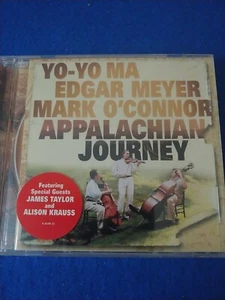 YO-YO MA
EDGAR MEYER
MARK O'CONNOR
APPALACHIAN
JOURNEY
Featuring
Special Guests
JAMES TAYLOR
and
ALISON KRAUSS